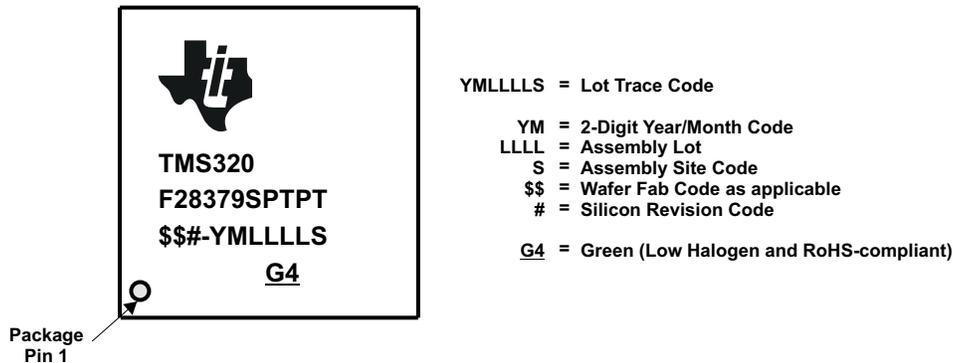 TMS320
F28379SPTPT
$$#-YMLLLLS
G4
Package
Pin 1
YMLLLLS = Lot Trace Code
YM = 2-Digit Year/Month Code
LLLL = Assembly Lot
S = Assembly Site Code
$$ = Wafer Fab Code as applicable
# = Silicon Revision Code
G4 = Green (Low Halogen and RoHS-compliant)